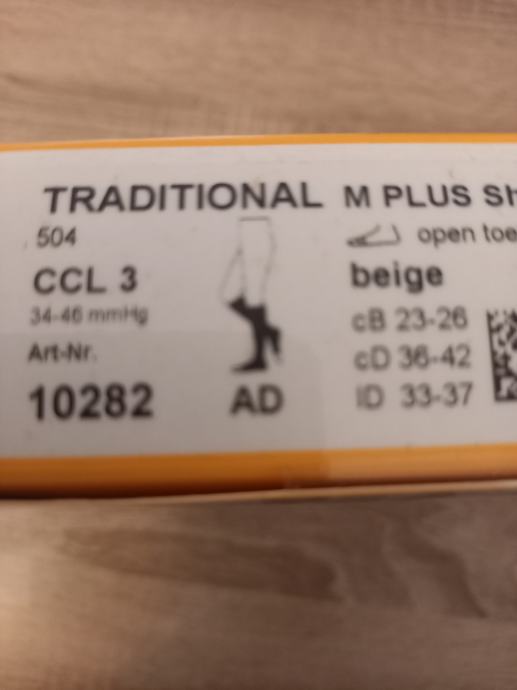 TRADITIONAL M PLUS Sh
504
open toe
CCL 3
beige
34-46 mmHg
cB 23-26
Art-Nr.
cD 36-42
10282
AD
lD 33-37